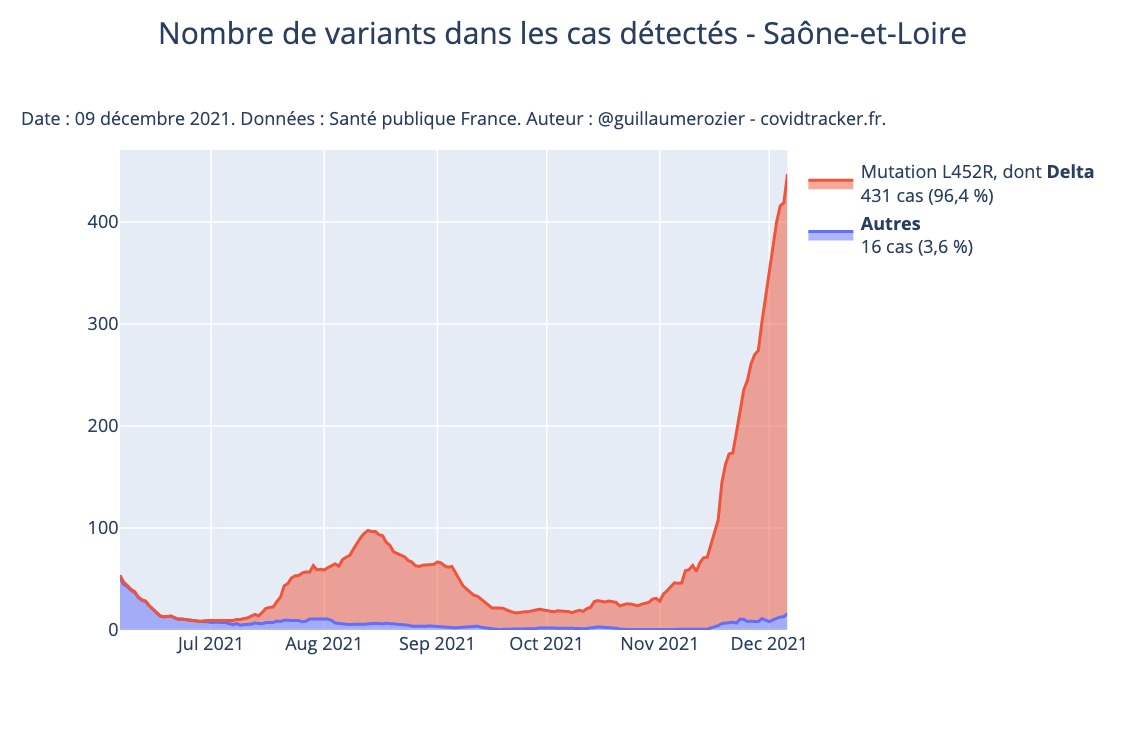 Nombre de variants dans les cas détectés - Saône-et-Loire
Date : 09 décembre 2021. Données : Santé publique France. Auteur : @guillaumerozier - covidtracker.fr.
Mutation L452R, dont Delta
431 cas (96,4 %)
Autres
16 cas (3,6 %)
400
300
200
100
0
Jul 2021
Aug 2021
Sep 2021
Oct 2021
Nov 2021
Dec 2021